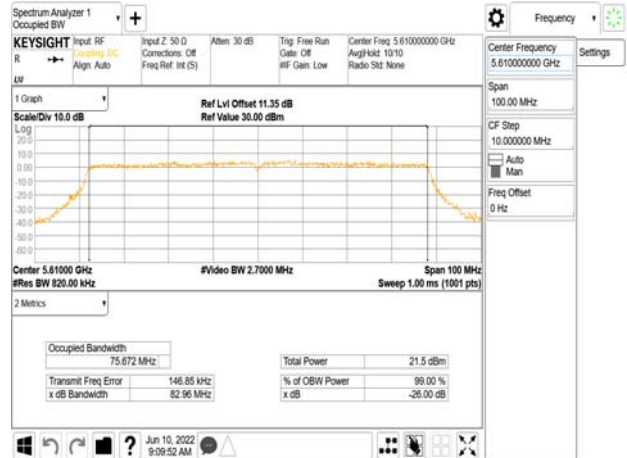 Spectrum Analyzer 1
Occupied BW
+
Frequency
KEYSIGHT
R
LXI
Input: RF
Coupling: DC
Align: Auto
Input Z: 50 Ω
Corrections: Off
Freq Ref: Int (S)
Atten: 30 dB
Trig: Free Run
Gate: Off
#IF Gain: Low
Center Freq: 5.610000000 GHz
Avg|Hold: 10/10
Radio Std: None
Center Frequency
5.610000000 GHz
Settings
Span
100.00 MHz
CF Step
10.000000 MHz
Auto
Man
Freq Offset
0 Hz
1 Graph
Scale/Div 10.0 dB
Ref Lvl Offset 11.35 dB
Ref Value 30.00 dBm
Log
20.0
10.0
0.00
-10.0
-20.0
-30.0
-40.0
-50.0
-60.0
Center 5.61000 GHz
#Res BW 820.00 kHz
#Video BW 2.7000 MHz
Span 100 MHz
Sweep 1.00 ms (1001 pts)
2 Metrics
Occupied Bandwidth
75.672 MHz
Total Power 21.5 dBm
Transmit Freq Error 146.85 kHz
% of OBW Power 99.00 %
x dB Bandwidth 82.96 MHz
x dB -26.00 dB
?
Jun 10, 2022
9:09:52 AM